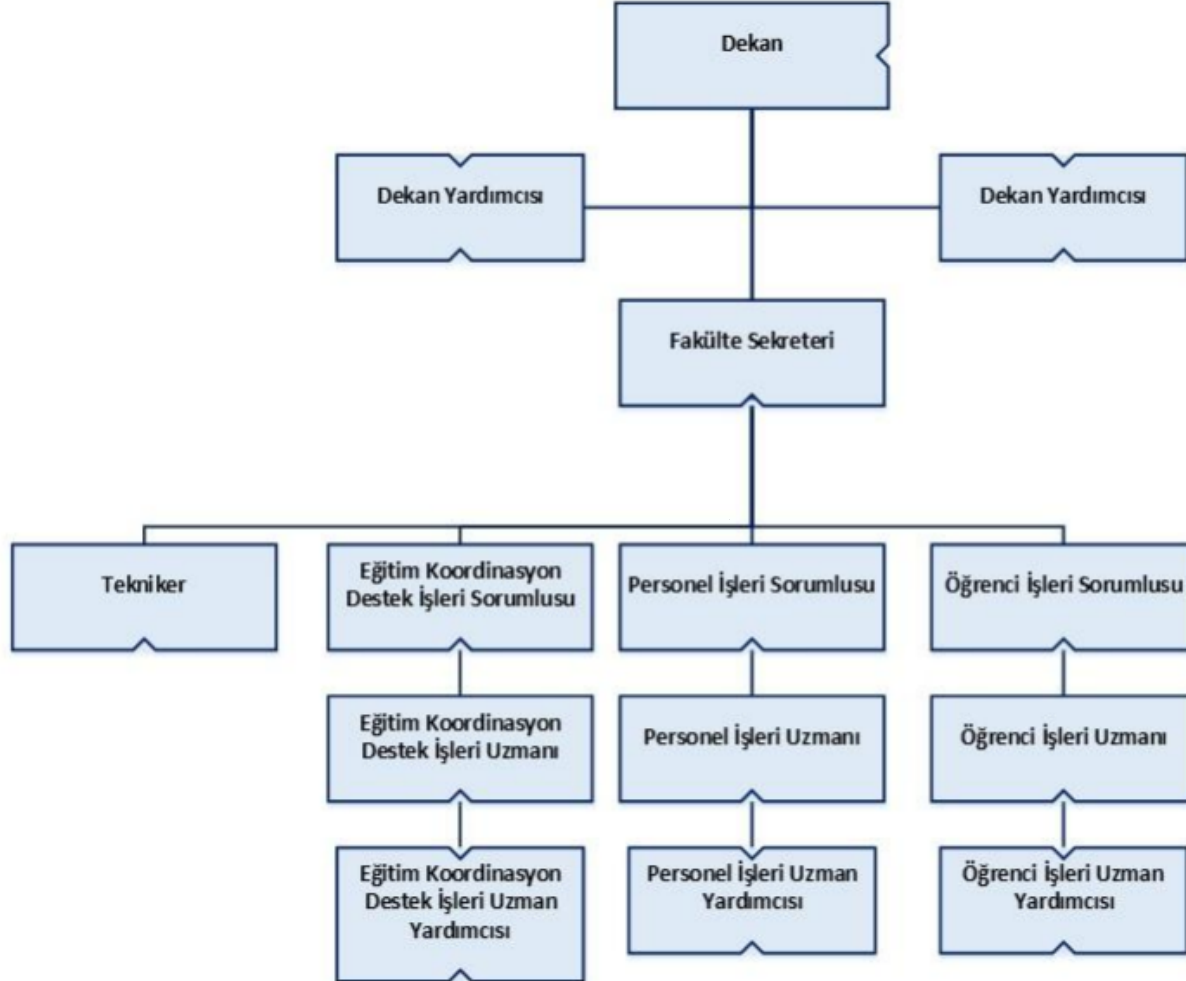 Dekan
Dekan Yardımcısı
Dekan Yardımcısı
Fakülte Sekreteri
Tekniker
Eğitim Koordinasyon
Destek İşleri Sorumlusu
Personel İşleri Sorumlusu
Öğrenci İşleri Sorumlusu
Eğitim Koordinasyon
Destek İşleri Uzmanı
Personel İşleri Uzmanı
Öğrenci İşleri Uzmanı
Eğitim Koordinasyon
Destek İşleri Uzman
Yardımcısı
Personel İşleri Uzman
Yardımcısı
Öğrenci İşleri Uzman
Yardımcısı